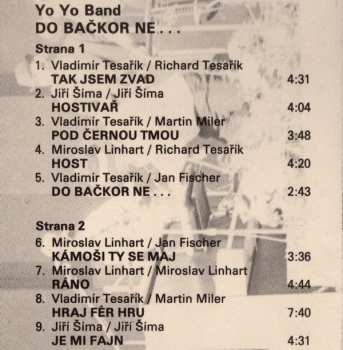 Yo Yo Band
DO BAČKOR NE...
Strana 1
1. Vladimír Tesařík / Richard Tesařík
TAK JSEM ZVAD 4:31
2. Jiří Šíma / Jiří Šíma
HOSTIVAŘ 4:04
3. Vladimír Tesařík / Martin Miler
POD ČERNOU TMOU 3:48
4. Miroslav Linhart / Richard Tesařík
HOST 4:20
5. Vladimír Tesařík / Jan Fischer
DO BAČKOR NE... 2:43
Strana 2
6. Miroslav Linhart / Jan Fischer
KÁMOŠI TY SE MAJ 3:36
7. Miroslav Linhart / Miroslav Linhart
RÁNO 4:44
8. Vladimír Tesařík / Martin Miler
HRAJ FÉR HRU 7:40
9. Jiří Šíma / Jiří Šíma
JE MI FAJN 4:31